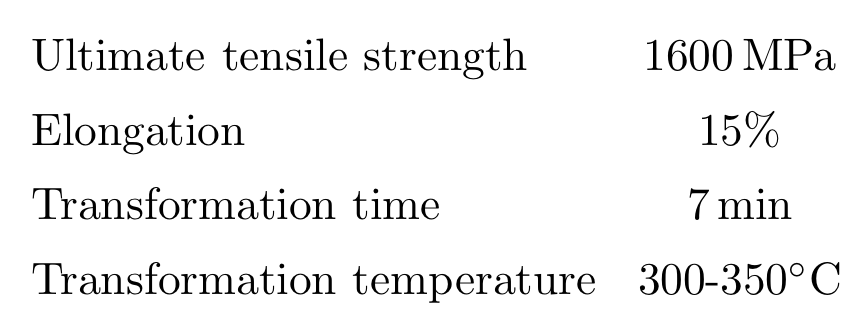 Ultimate tensile strength 1600 MPa
Elongation 15%
Transformation time 7 min
Transformation temperature 300-350°C